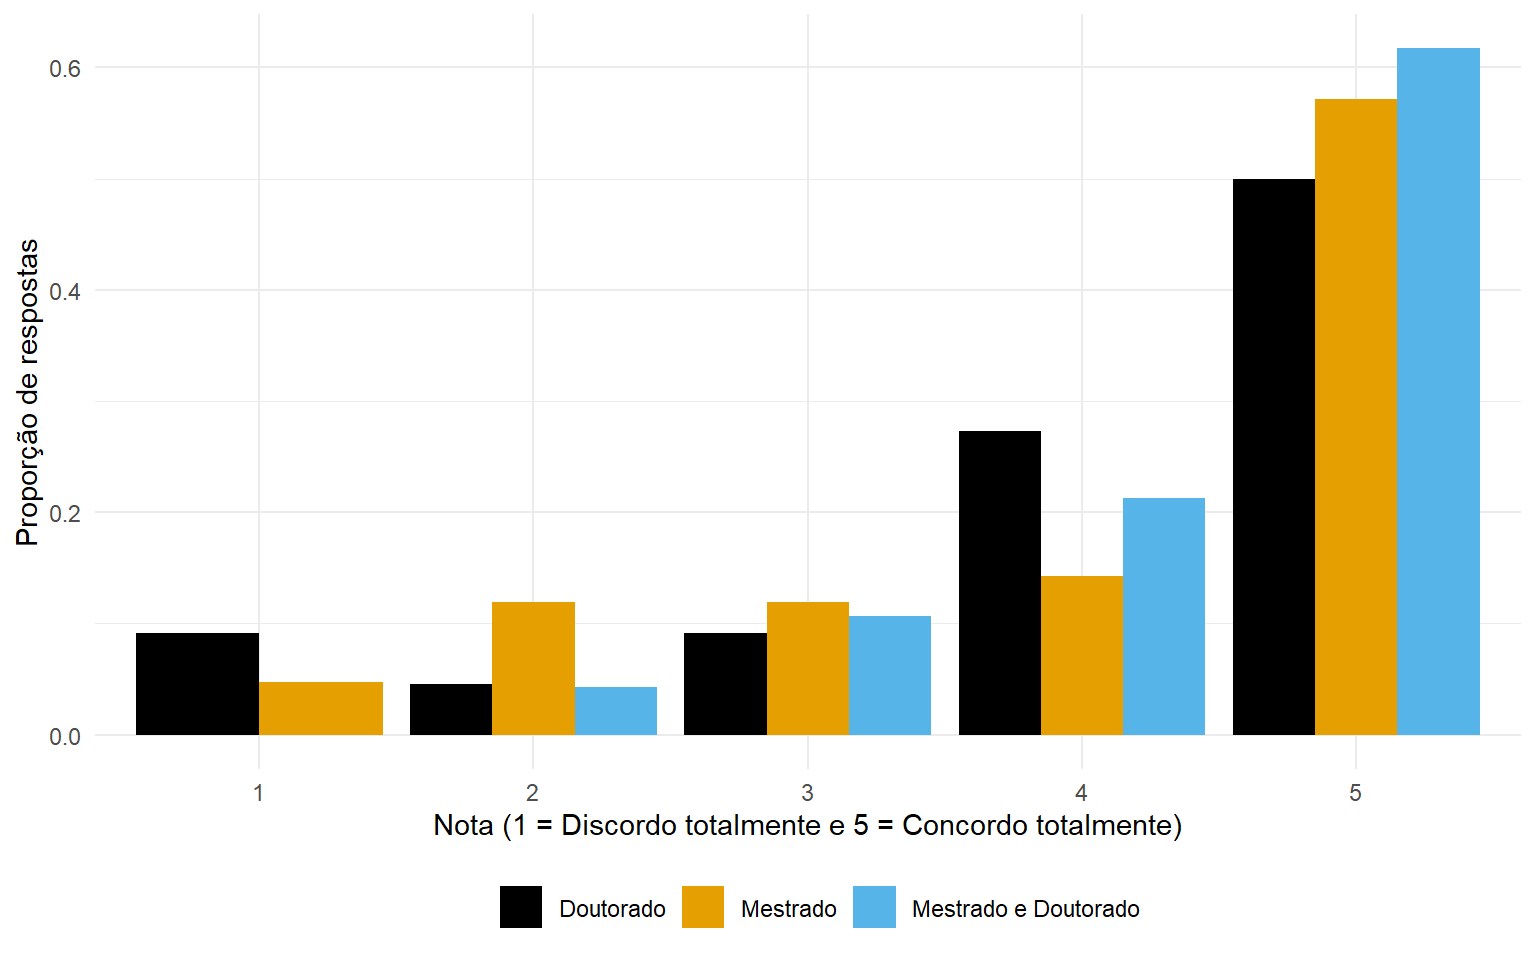 0.6
0.4
0.2
0.0
Proporção de respostas
1 2 3 4 5
Nota (1 = Discordo totalmente e 5 = Concordo totalmente)
Doutorado Mestrado Mestrado e Doutorado